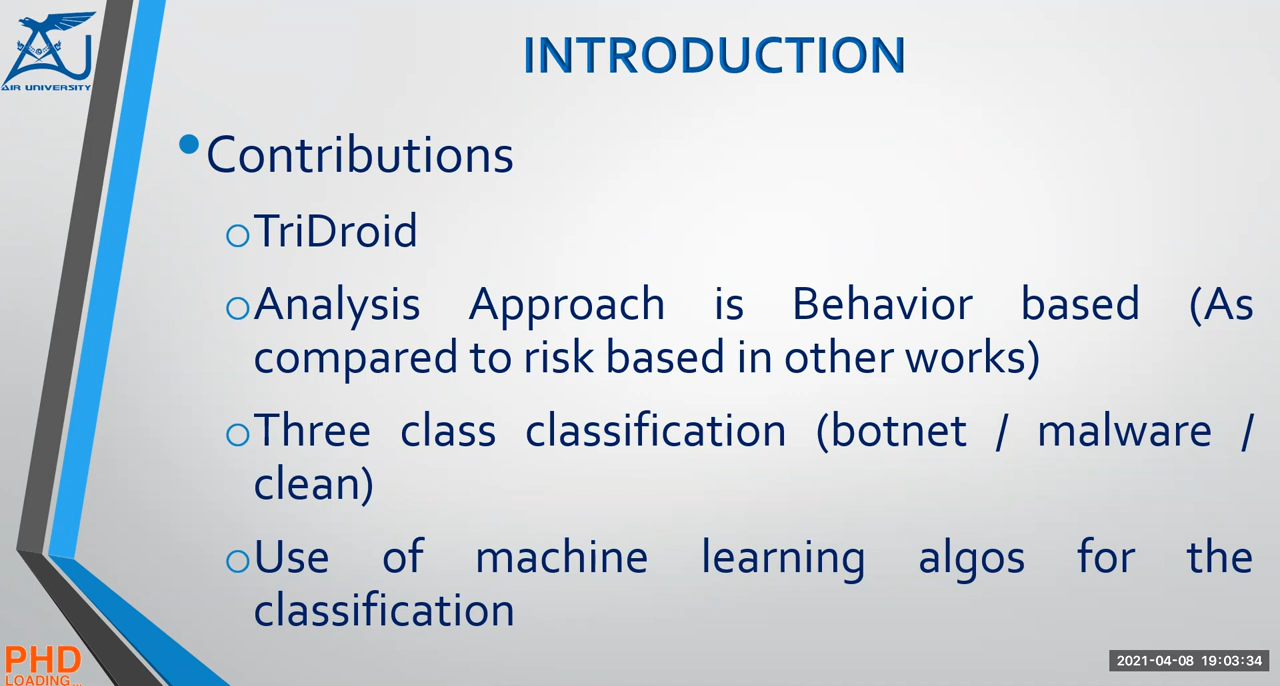 AIR UNIVERSITY
INTRODUCTION
Contributions
TriDroid
Analysis Approach is Behavior based (As
compared to risk based in other works)
Three class classification (botnet / malware /
clean)
Use of machine learning algos for the
classification
PHD
LOADING...
2021-04-08 19:03:34